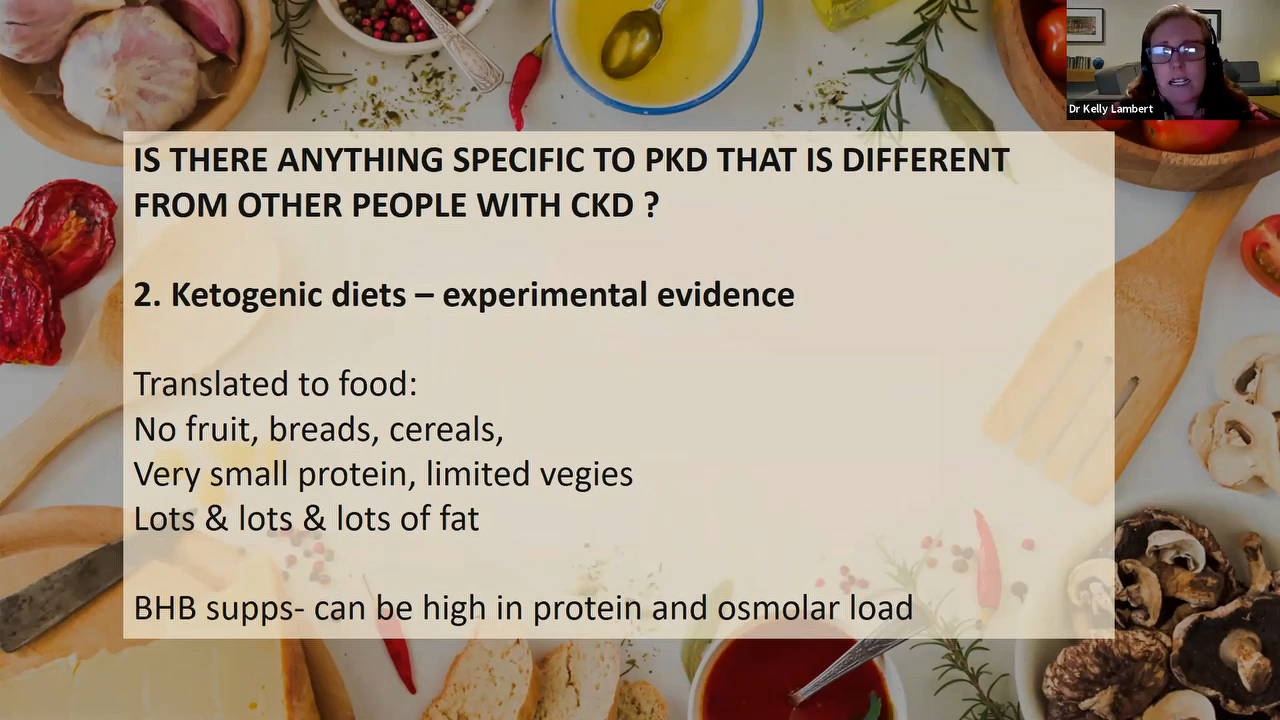 Dr Kelly Lambert
IS THERE ANYTHING SPECIFIC TO PKD THAT IS DIFFERENT
FROM OTHER PEOPLE WITH CKD ?
2. Ketogenic diets – experimental evidence
Translated to food:
No fruit, breads, cereals,
Very small protein, limited vegies
Lots & lots & lots of fat
BHB supps- can be high in protein and osmolar load